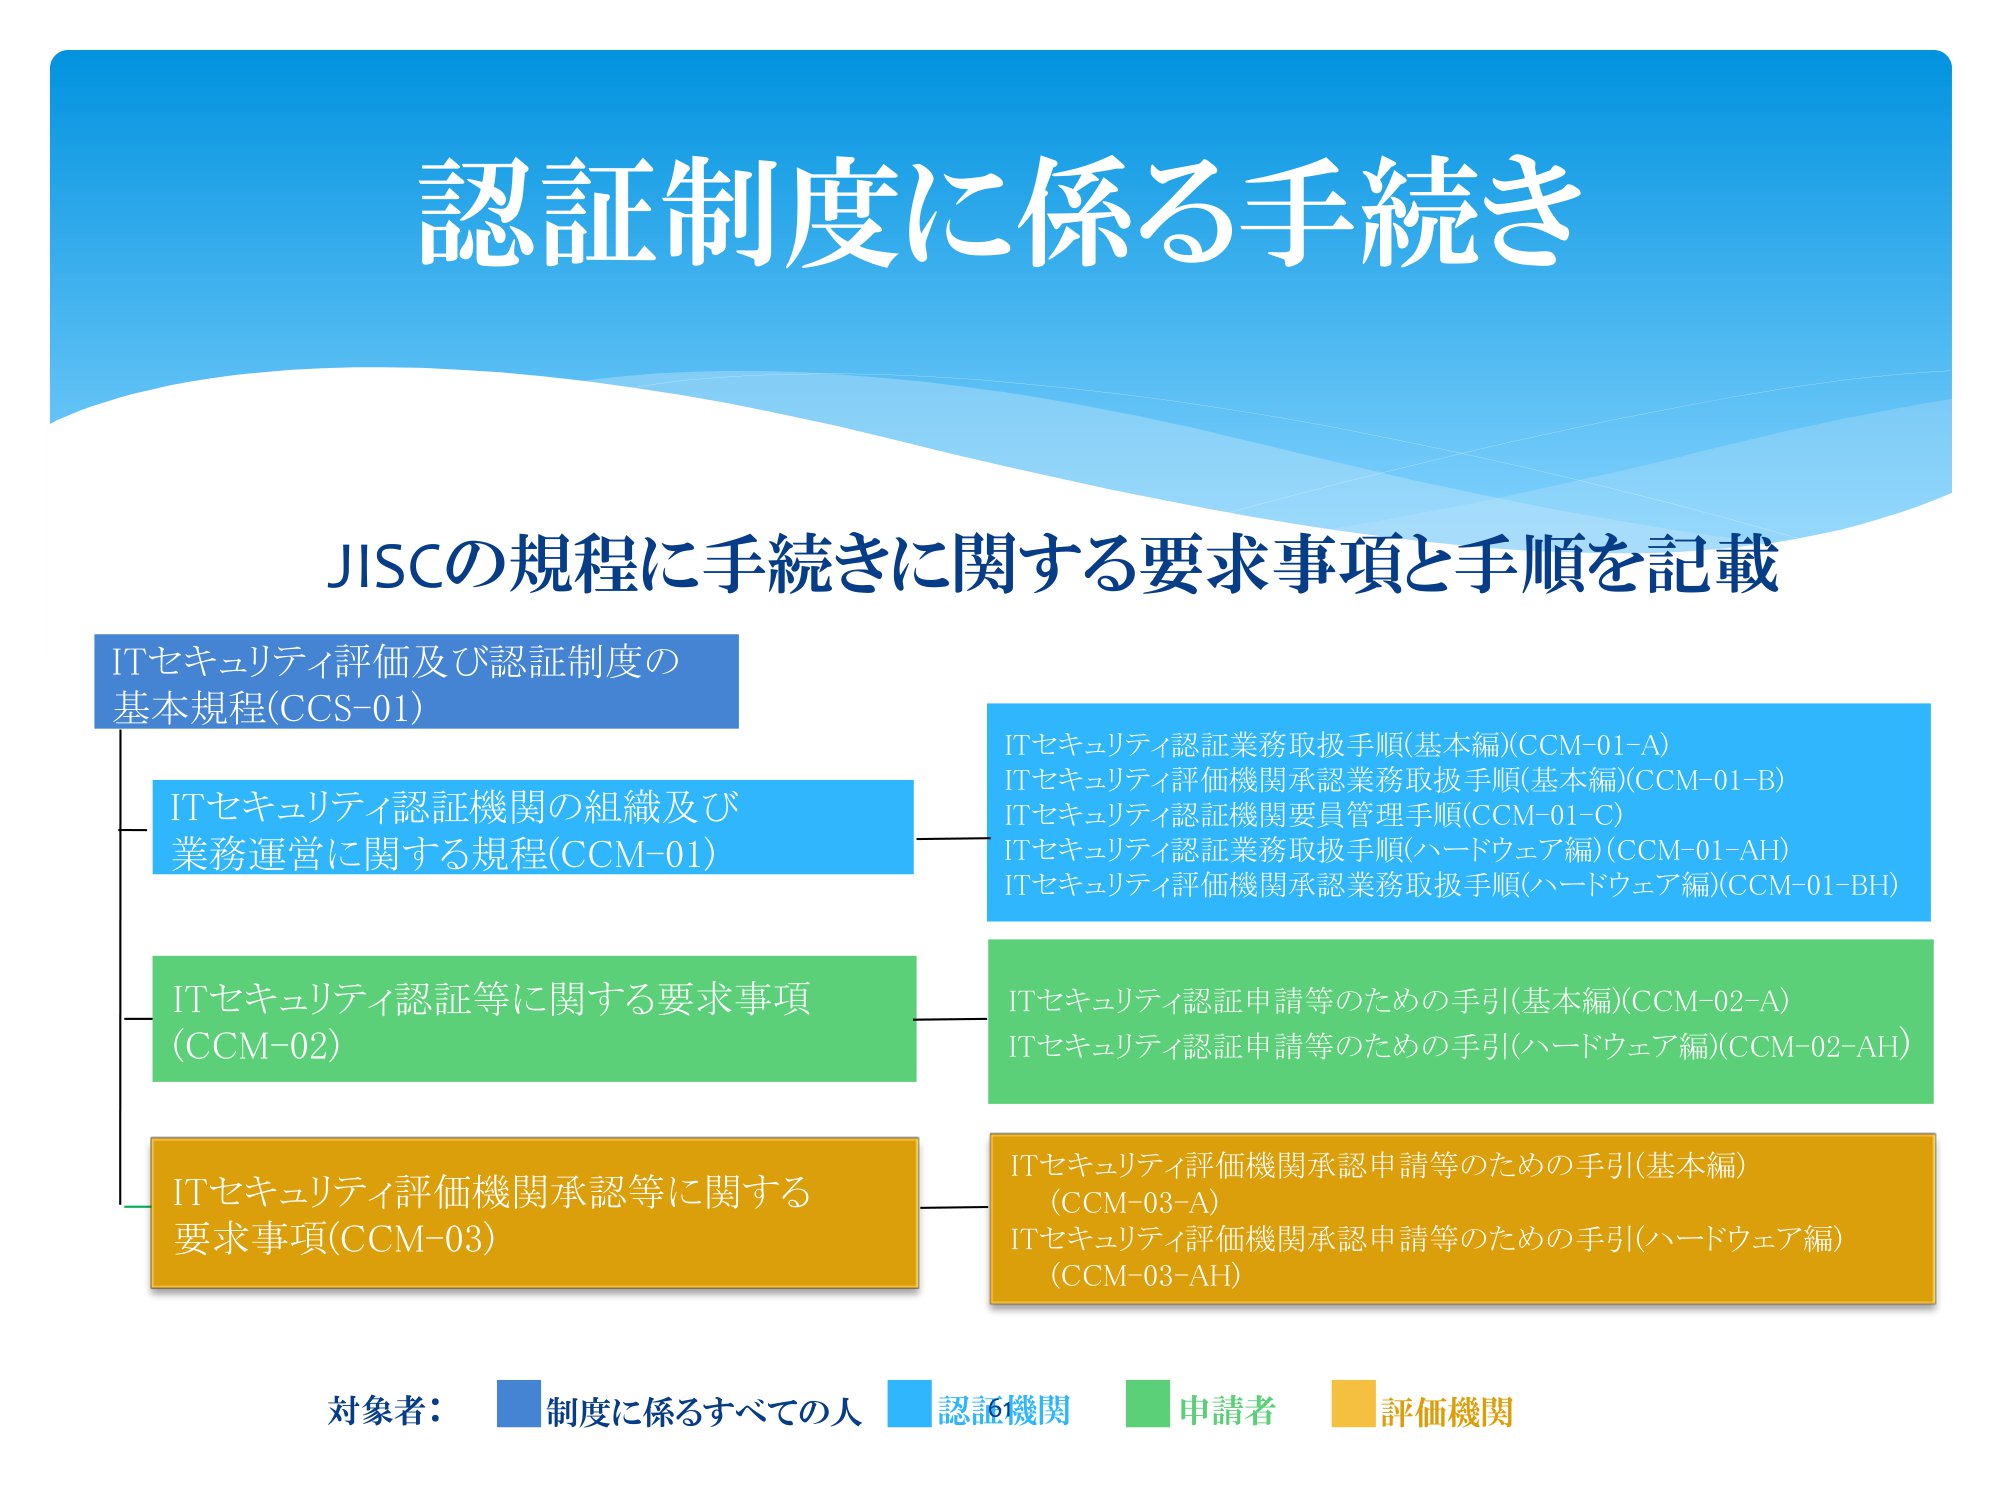 認証制度に係る手続き
JISCの規程に手続きに関する要求事項と手順を記載
ITセキュリティ評価及び認証制度の
基本規程(CCS-01)
ITセキュリティ認証機関の組織及び
業務運営に関する規程(CCM-01)
ITセキュリティ認証業務取扱手順(基本編)(CCM-01-A)
ITセキュリティ評価機関承認業務取扱手順(基本編)(CCM-01-B)
ITセキュリティ認証機関要員管理手順(CCM-01-C)
ITセキュリティ認証業務取扱手順(ハードウェア編)(CCM-01-AH)
ITセキュリティ評価機関承認業務取扱手順(ハードウェア編)(CCM-01-BH)
ITセキュリティ認証等に関する要求事項
(CCM-02)
ITセキュリティ認証申請等のための手引(基本編)(CCM-02-A)
ITセキュリティ認証申請等のための手引(ハードウェア編)(CCM-02-AH)
ITセキュリティ評価機関承認等に関する
要求事項(CCM-03)
ITセキュリティ評価機関承認申請等のための手引(基本編)
(CCM-03-A)
ITセキュリティ評価機関承認申請等のための手引(ハードウェア編)
(CCM-03-AH)
対象者： 制度に係るすべての人 認証機関 申請者 評価機関
61